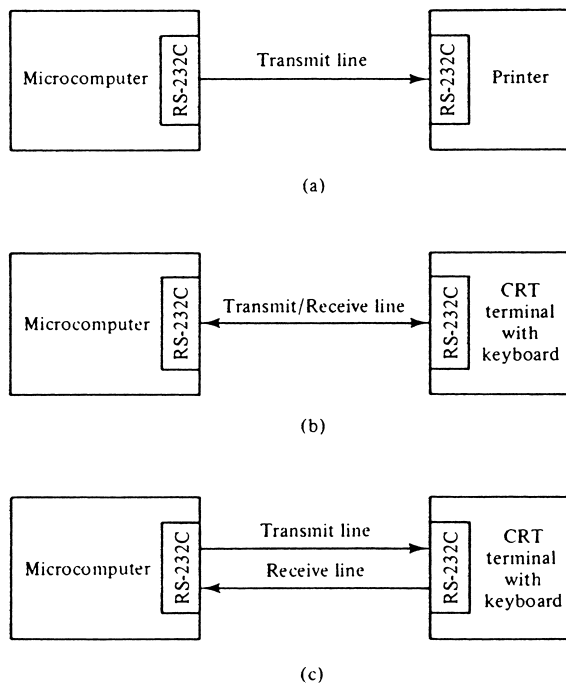 Microcomputer
RS-232C
Transmit line
RS-232C
Printer
(a)
Microcomputer
RS-232C
Transmit/Receive line
RS-232C
CRT
terminal
with
keyboard
(b)
Microcomputer
RS-232C
Transmit line
Receive line
RS-232C
CRT
terminal
with
keyboard
(c)